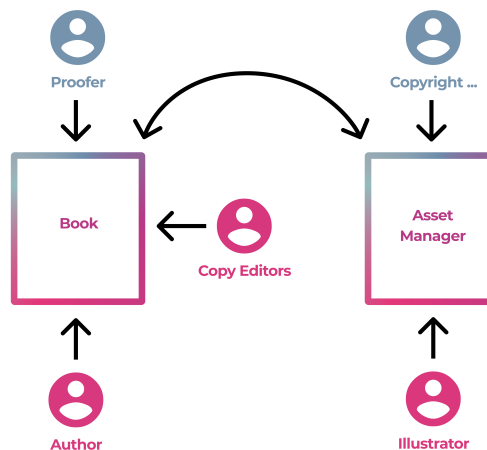 Proofer
Copyright ...
Book
Asset
Manager
Copy Editors
Author
Illustrator